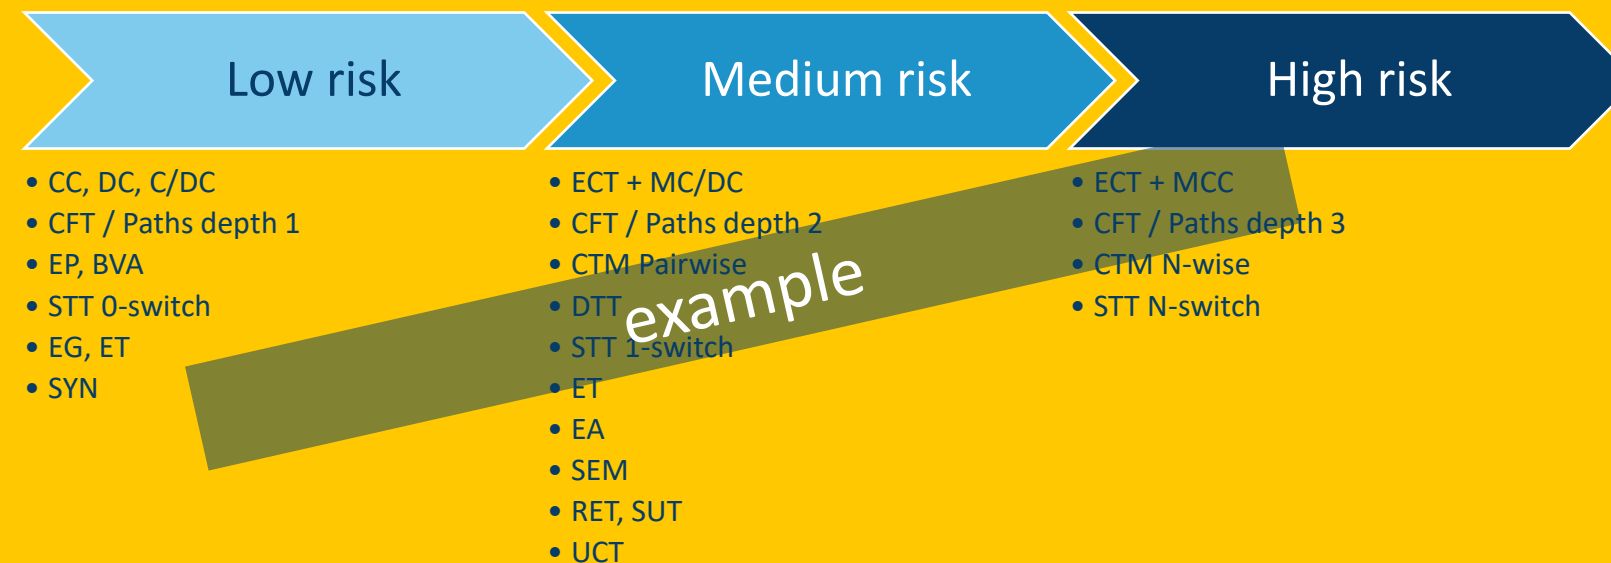 Low risk
• CC, DC, C/DC
• CFT / Paths depth 1
• EP, BVA
• STT 0-switch
• EG, ET
• SYN
Medium risk
• ECT + MC/DC
• CFT / Paths depth 2
• CTM Pairwise
• DTT
• STT 1-switch
• ET
• EA
• SEM
• RET, SUT
• UCT
High risk
• ECT + MCC
• CFT / Paths depth 3
• CTM N-wise
• STT N-switch
example